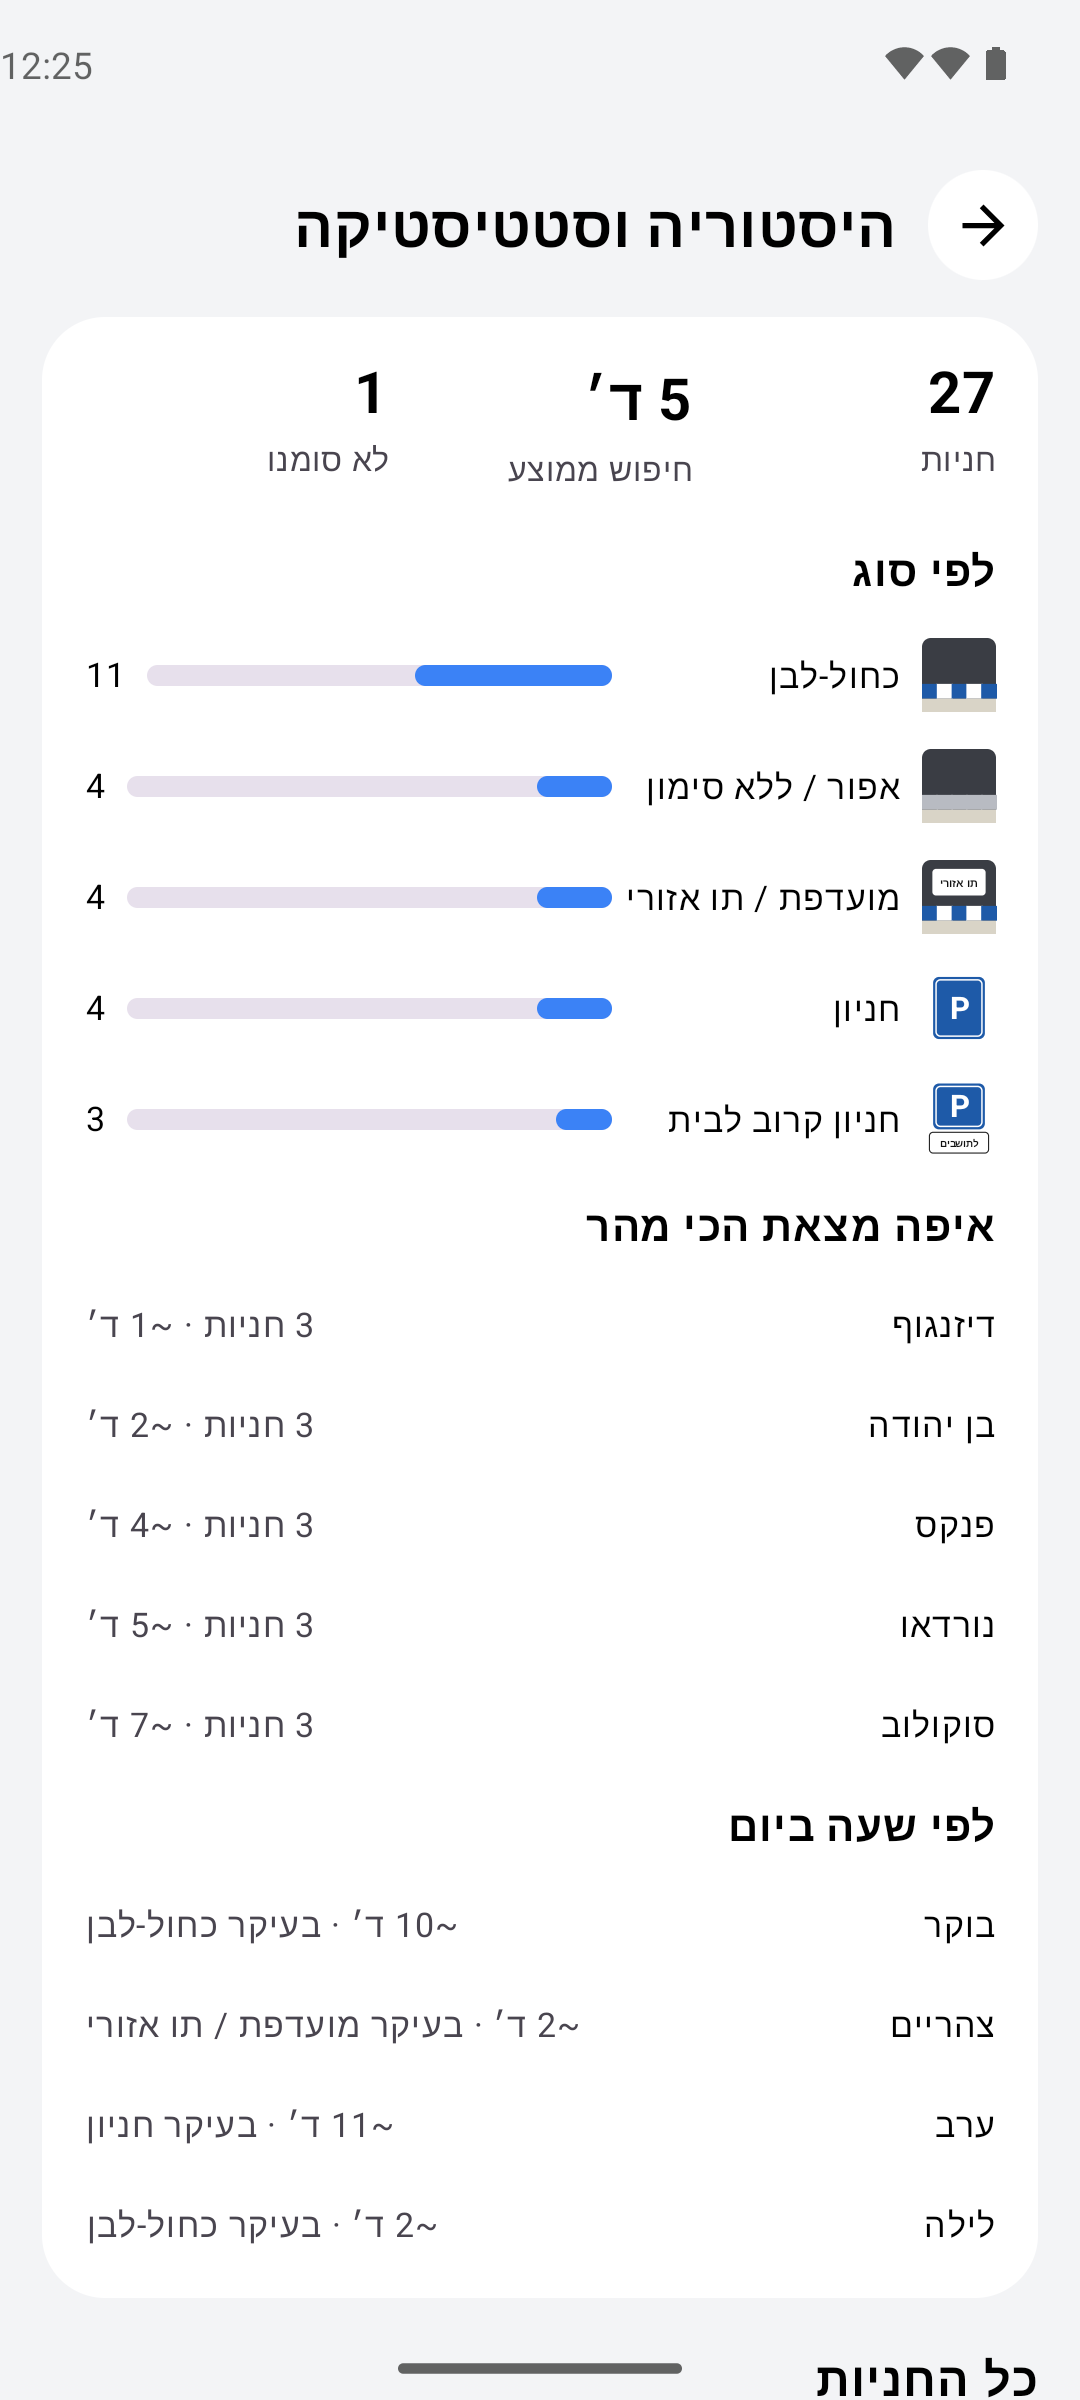 12:25
היסטוריה וסטטיסטיקה
27
חניות
5 ד׳
חיפוש ממוצע
1
לא סומנו
לפי סוג
כחול-לבן 11
אפור / ללא סימון 4
תו אזורי
מועדפת / תו אזורי 4
P
חניון 4
P
לתושבים
חניון קרוב לבית 3
איפה מצאת הכי מהר
דיזנגוף 3 חניות · ~1 ד׳
בן יהודה 3 חניות · ~2 ד׳
פנקס 3 חניות · ~4 ד׳
נורדאו 3 חניות · ~5 ד׳
סוקולוב 3 חניות · ~7 ד׳
לפי שעה ביום
בוקר ~10 ד׳ · בעיקר כחול-לבן
צהריים ~2 ד׳ · בעיקר מועדפת / תו אזורי
ערב ~11 ד׳ · בעיקר חניון
לילה ~2 ד׳ · בעיקר כחול-לבן
כל החניות